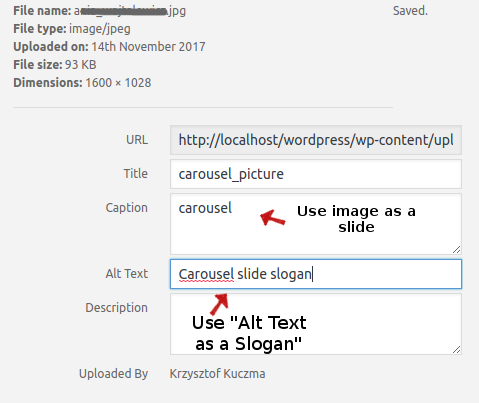 File name: .jpg
Saved.
File type: image/jpeg
Uploaded on: 14th November 2017
File size: 93 KB
Dimensions: 1600 × 1028
URL http://localhost/wordpress/wp-content/upl
Title carousel_picture
Caption carousel
Use image as a
slide
Alt Text Carousel slide slogan
Description
Use "Alt Text
as a Slogan"
Uploaded By Krzysztof Kuczma